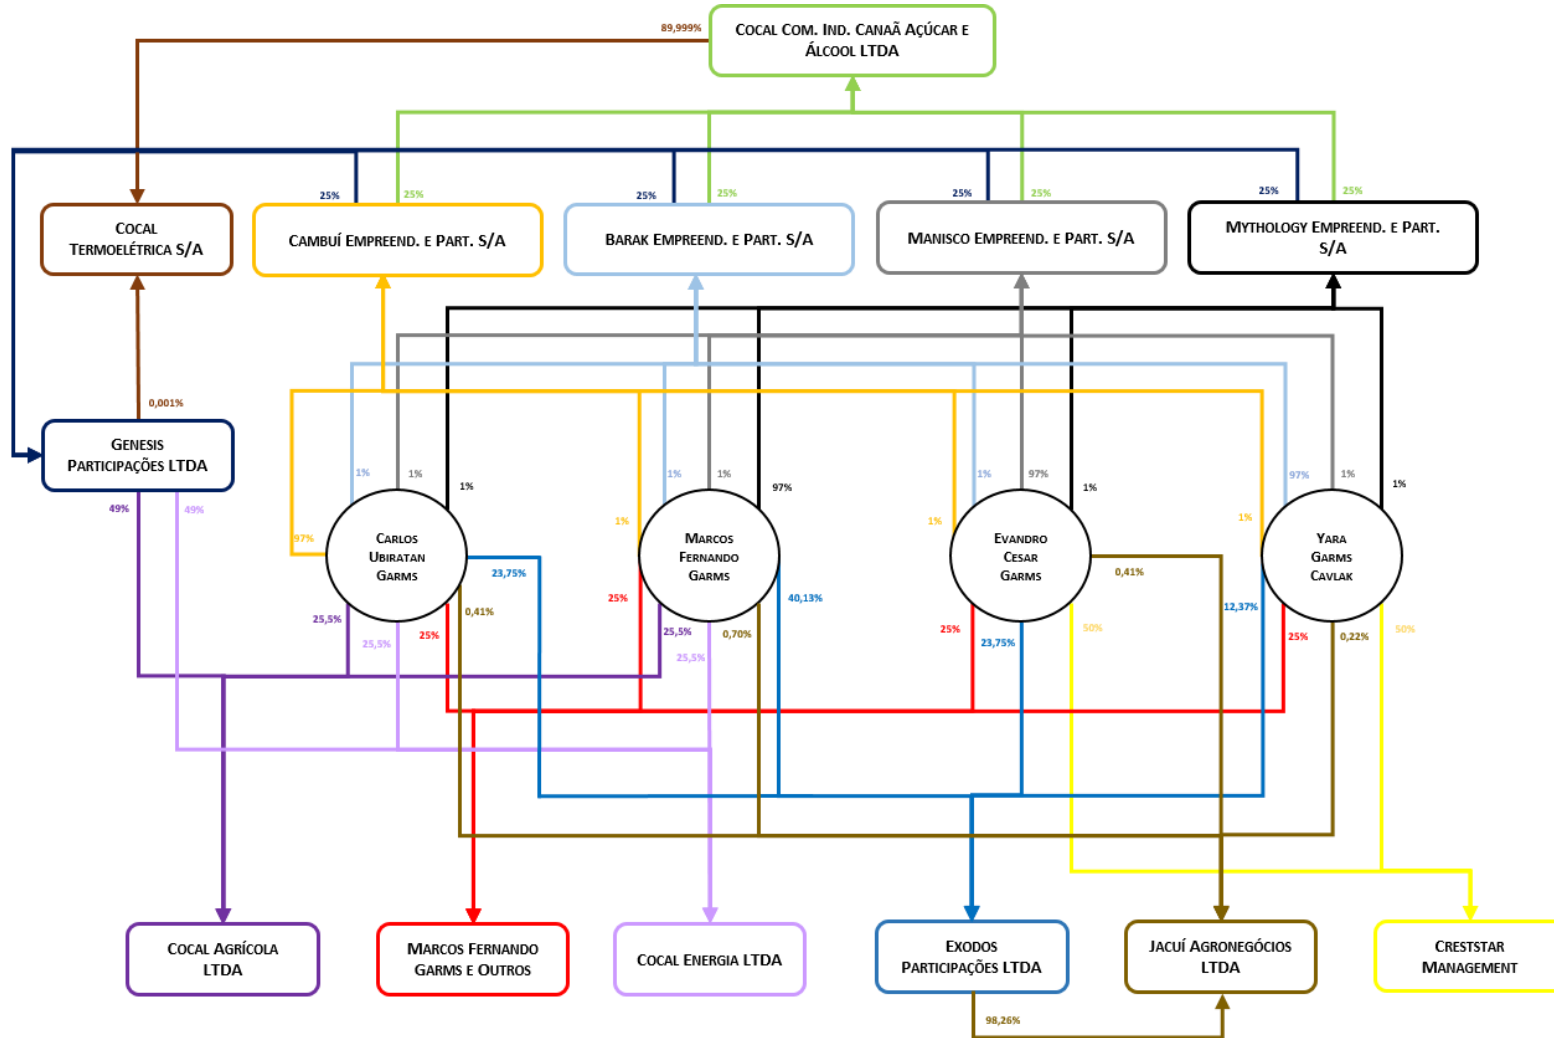 89,999%
COCAL COM. IND. CANAÃ AÇÚCAR E
ÁLCOOL LTDA
25%
25%
25%
25%
25%
25%
25%
25%
COCAL
TERMOELÉTRICA S/A
CAMBUÍ EMPREEND. E PART. S/A
BARAK EMPREEND. E PART. S/A
MANISCO EMPREEND. E PART. S/A
MYTHOLOGY EMPREEND. E PART.
S/A
0,001%
GENESIS
PARTICIPAÇÕES LTDA
49%
49%
1%
1%
1%
97%
1%
1%
97%
1%
1%
97%
1%
1%
97%
1%
1%
1%
CARLOS
UBIRATAN
GARMS
MARCOS
FERNANDO
GARMS
EVANDRO
CESAR
GARMS
YARA
GARMS
CAVLAK
23,75%
0,41%
25,5%
25,5%
25%
25%
40,13%
25,5%
25,5%
0,70%
0,41%
25%
23,75%
50%
12,37%
25%
0,22%
50%
COCAL AGRÍCOLA
LTDA
MARCOS FERNANDO
GARMS E OUTROS
COCAL ENERGIA LTDA
EXODOS
PARTICIPAÇÕES LTDA
JACUÍ AGRONEGÓCIOS
LTDA
CRESTSTAR
MANAGEMENT
98,26%